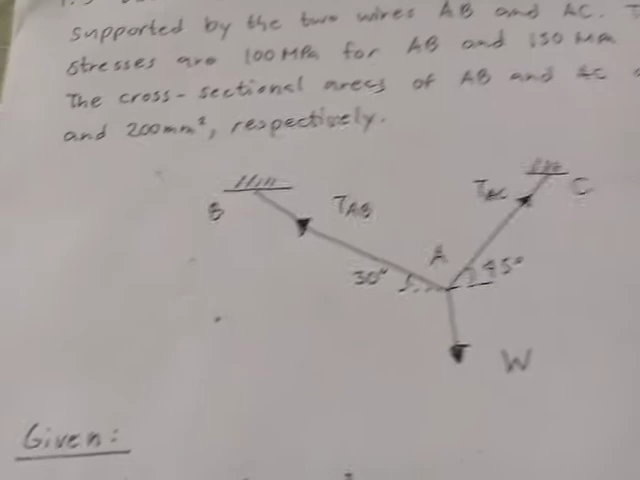 supported by the two wires AB and AC.
stresses are 100 MPa for AB and 150 MPa
The cross-sectional areas of AB and AC
and 200mm², respectively.
B
TAB
TAC
C
A
30°
45°
W
Given: